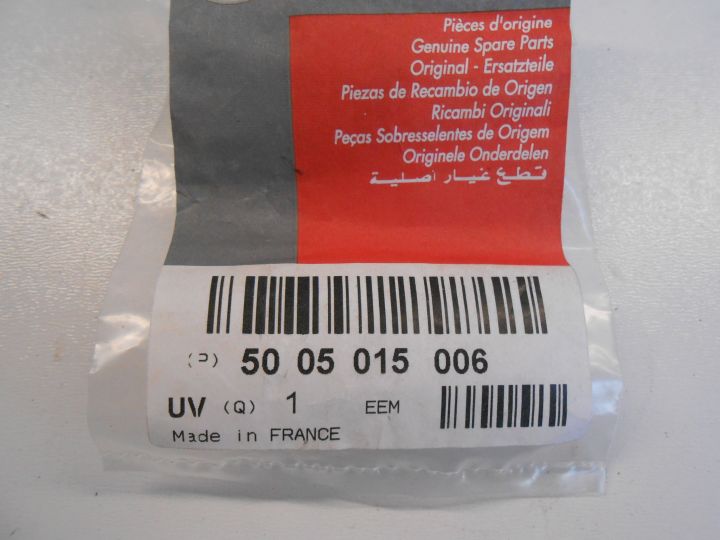 Pièces d'origine
Genuine Spare Parts
Original - Ersatzteile
Piezas de Recambio de Origen
Ricambi Originali
Peças Sobresselentes de Origem
Originele Onderdelen
قطع غيار أصلية
(P) 50 05 015 006
UV (Q) 1 EEM
Made in FRANCE